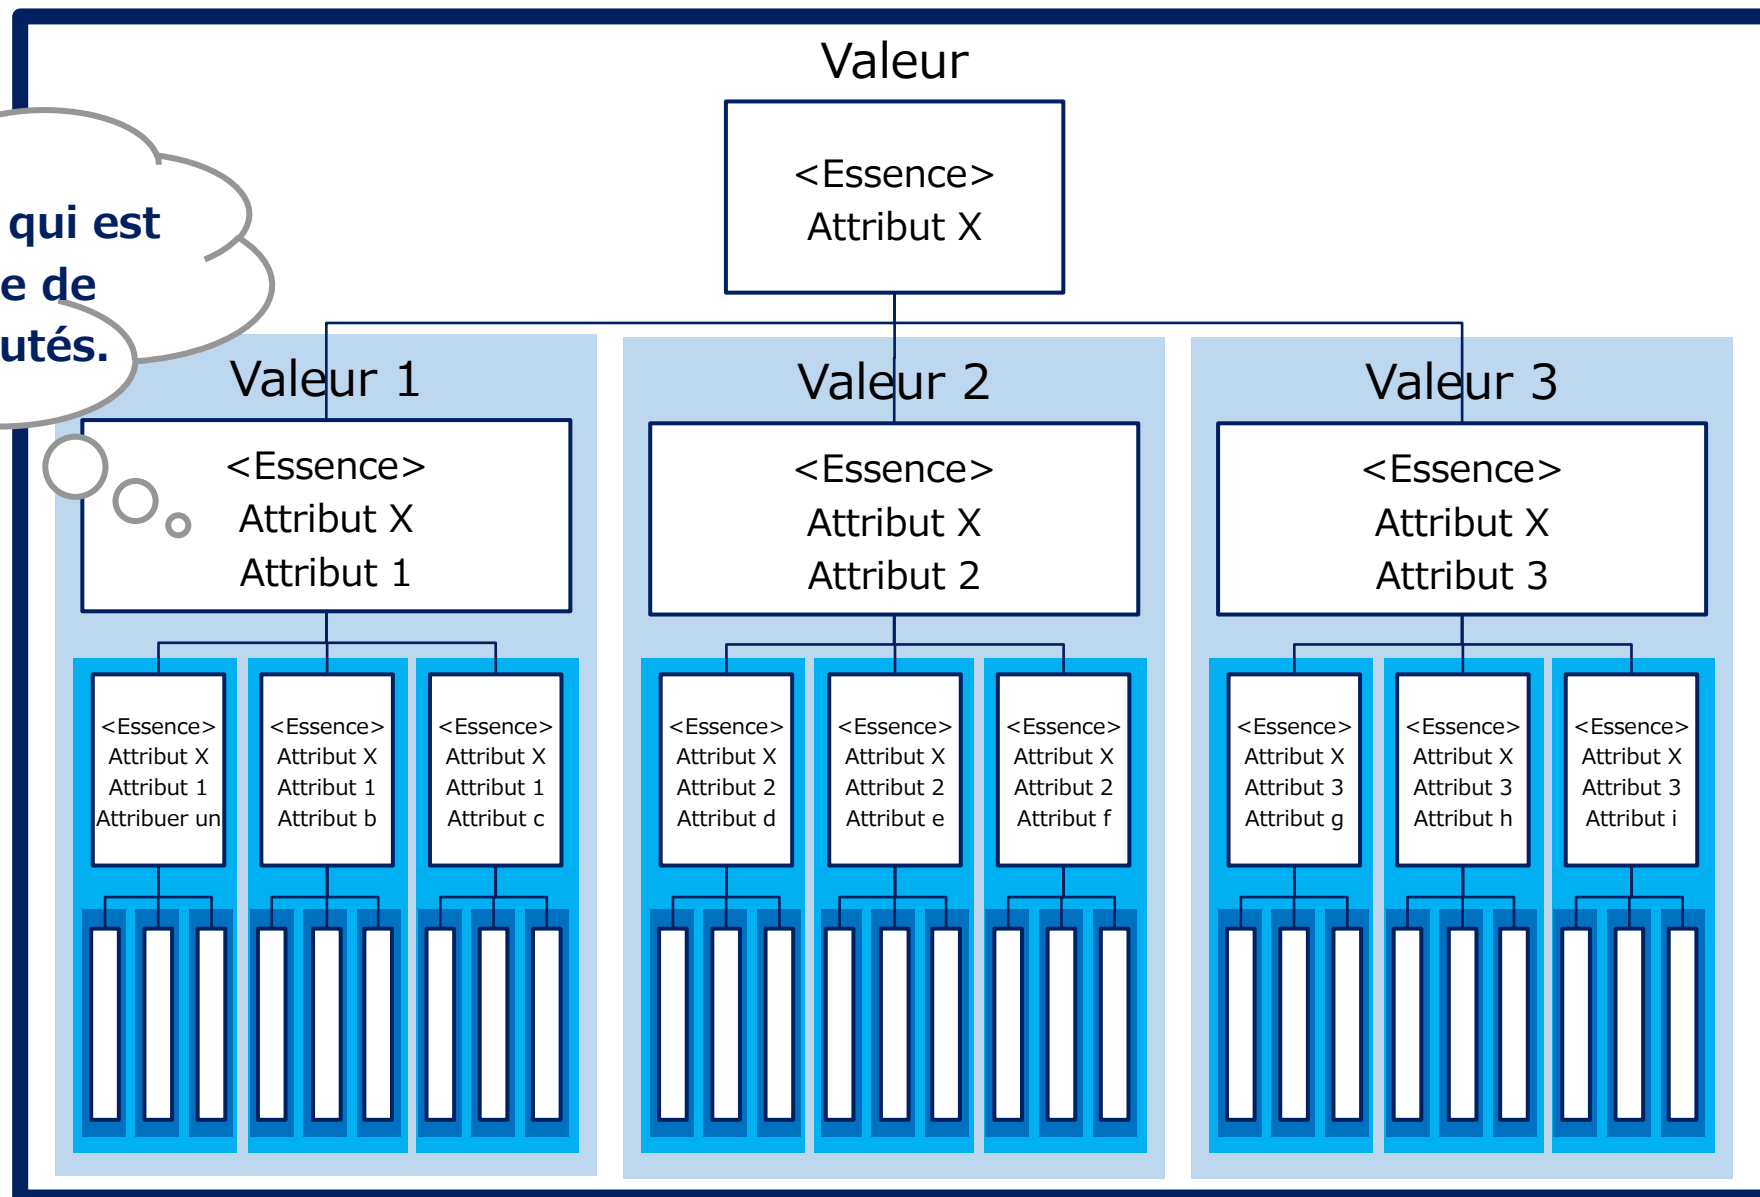 Valeur
<Essence>
Attribut X
qui est
e de
utés.
Valeur 1
<Essence>
Attribut X
Attribut 1
Valeur 2
<Essence>
Attribut X
Attribut 2
Valeur 3
<Essence>
Attribut X
Attribut 3
<Essence>
Attribut X
Attribut 1
Attribuer un
<Essence>
Attribut X
Attribut 1
Attribut b
<Essence>
Attribut X
Attribut 1
Attribut c
<Essence>
Attribut X
Attribut 2
Attribut d
<Essence>
Attribut X
Attribut 2
Attribut e
<Essence>
Attribut X
Attribut 2
Attribut f
<Essence>
Attribut X
Attribut 3
Attribut g
<Essence>
Attribut X
Attribut 3
Attribut h
<Essence>
Attribut X
Attribut 3
Attribut i